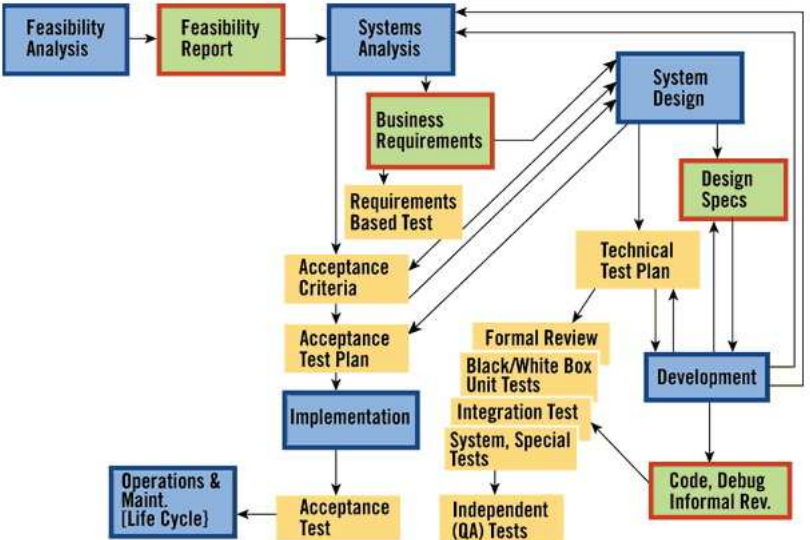 Feasibility
Analysis
Feasibility
Report
Systems
Analysis
System
Design
Business
Requirements
Design
Specs
Requirements
Based Test
Technical
Test Plan
Acceptance
Criteria
Acceptance
Test Plan
Formal Review
Black/White Box
Unit Tests
Development
Implementation
Integration Test
System, Special
Tests
Operations &
Maint.
[Life Cycle}
Code, Debug
Informal Rev.
Acceptance
Test
Independent
(QA) Tests